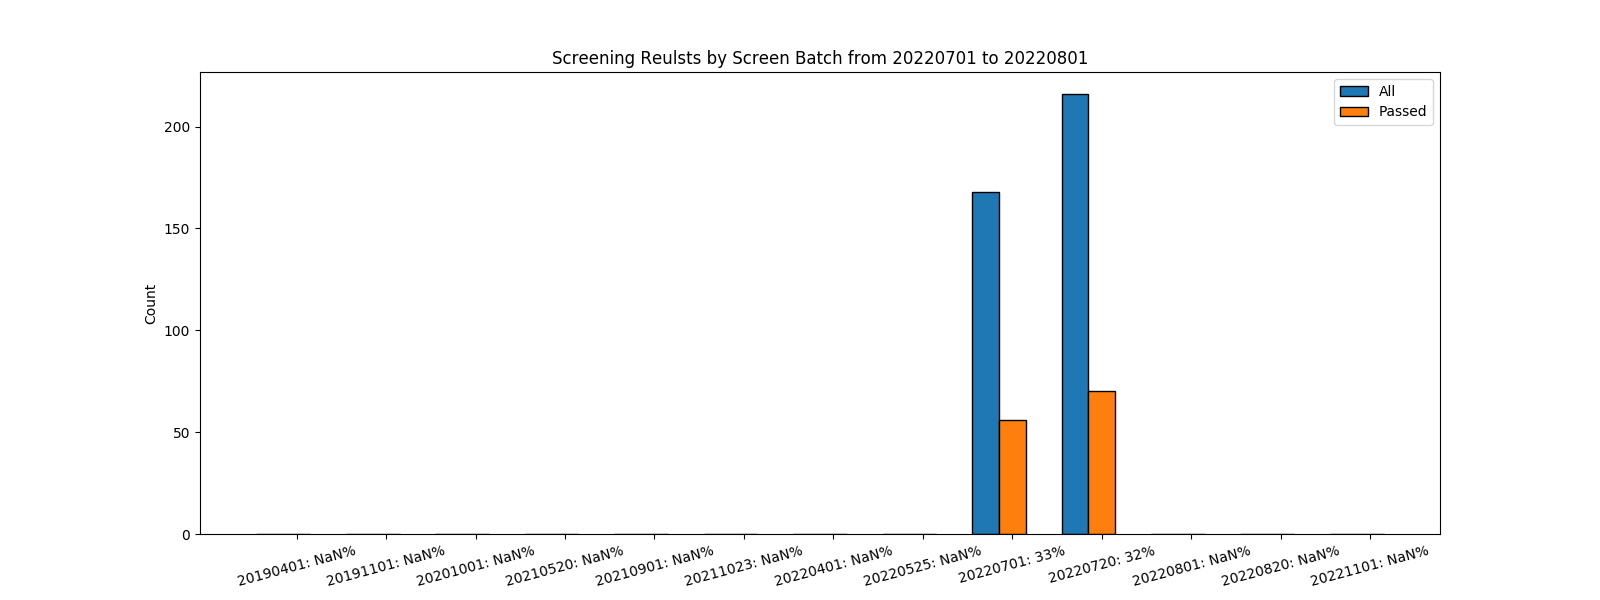 Screening Reulsts by Screen Batch from 20220701 to 20220801
All
Passed
Count
200
150
100
50
0
20190401: NaN%
20191101: NaN%
20201001: NaN%
20210520: NaN%
20210901: NaN%
20211023: NaN%
20220401: NaN%
20220525: NaN%
20220701: 33%
20220720: 32%
20220801: NaN%
20220820: NaN%
20221101: NaN%